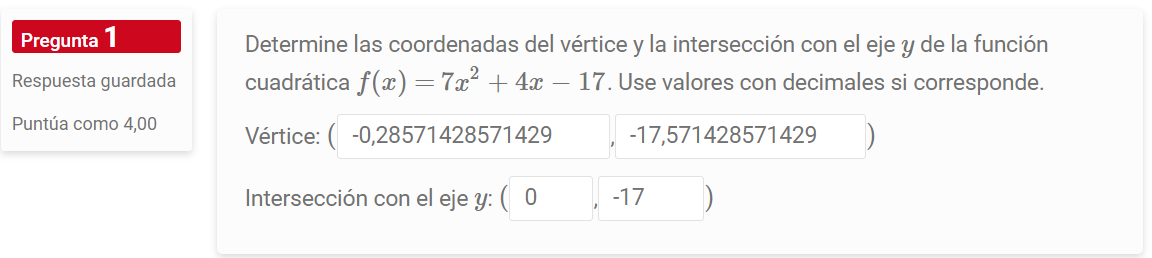 Pregunta 1
Respuesta guardada
Puntúa como 4,00
Determine las coordenadas del vértice y la intersección con el eje y de la función
cuadrática f(x) = 7x² + 4x − 17. Use valores con decimales si corresponde.
Vértice: ( -0,28571428571429 , -17,571428571429 )
Intersección con el eje y: ( 0 , -17 )